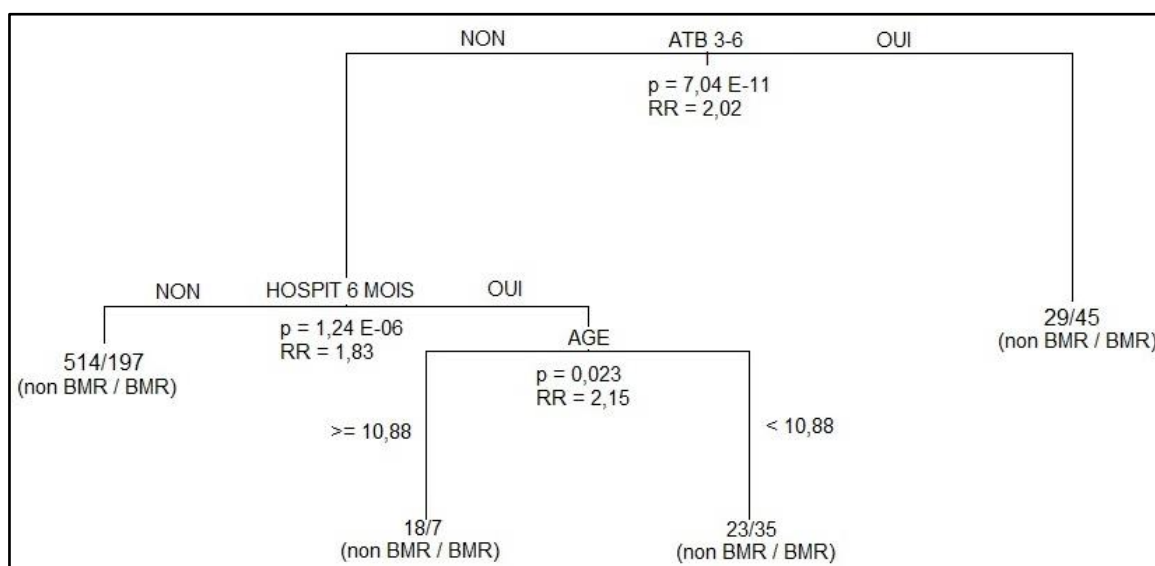 NON ATB 3-6 OUI
p = 7,04 E-11
RR = 2,02
NON HOSPIT 6 MOIS OUI
p = 1,24 E-06
RR = 1,83
514/197
(non BMR / BMR)
AGE
p = 0,023
RR = 2,15
29/45
(non BMR / BMR)
>= 10,88
< 10,88
18/7
(non BMR / BMR)
23/35
(non BMR / BMR)